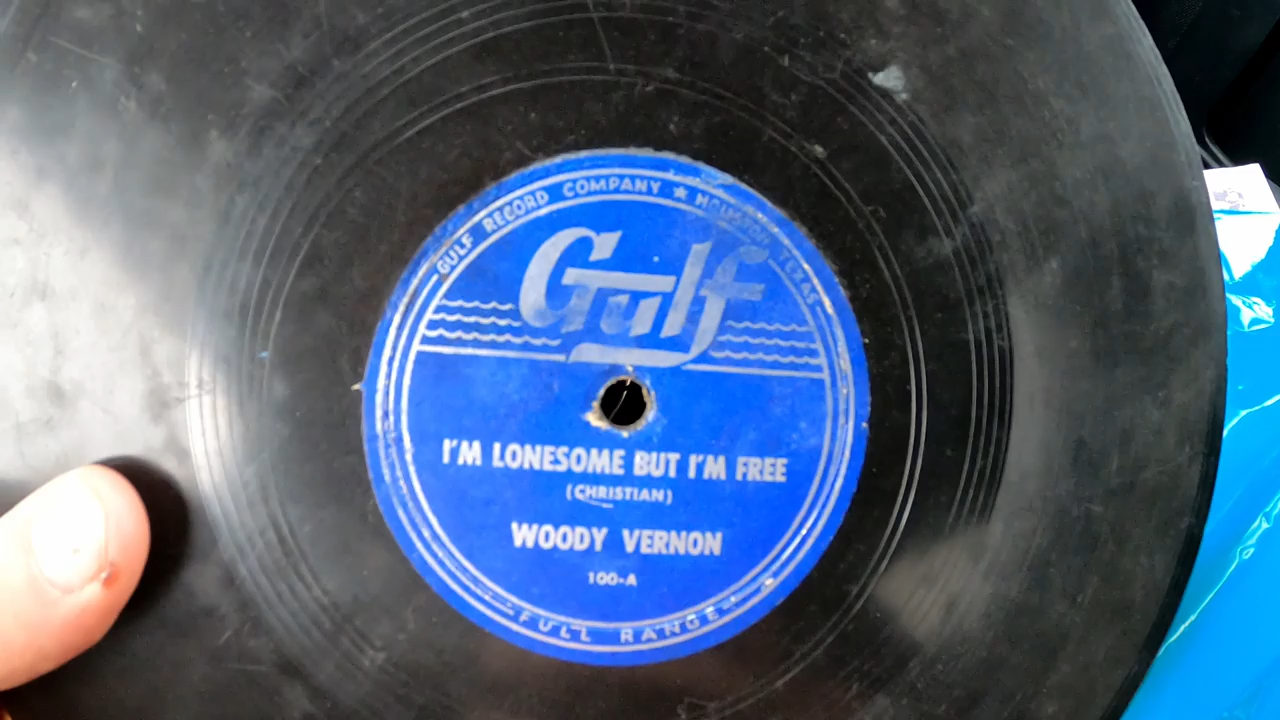 GULF RECORD COMPANY ★ HOUSTON TEXAS
Gulf
I'M LONESOME BUT I'M FREE
(CHRISTIAN)
WOODY VERNON
100-A
FULL RANGE